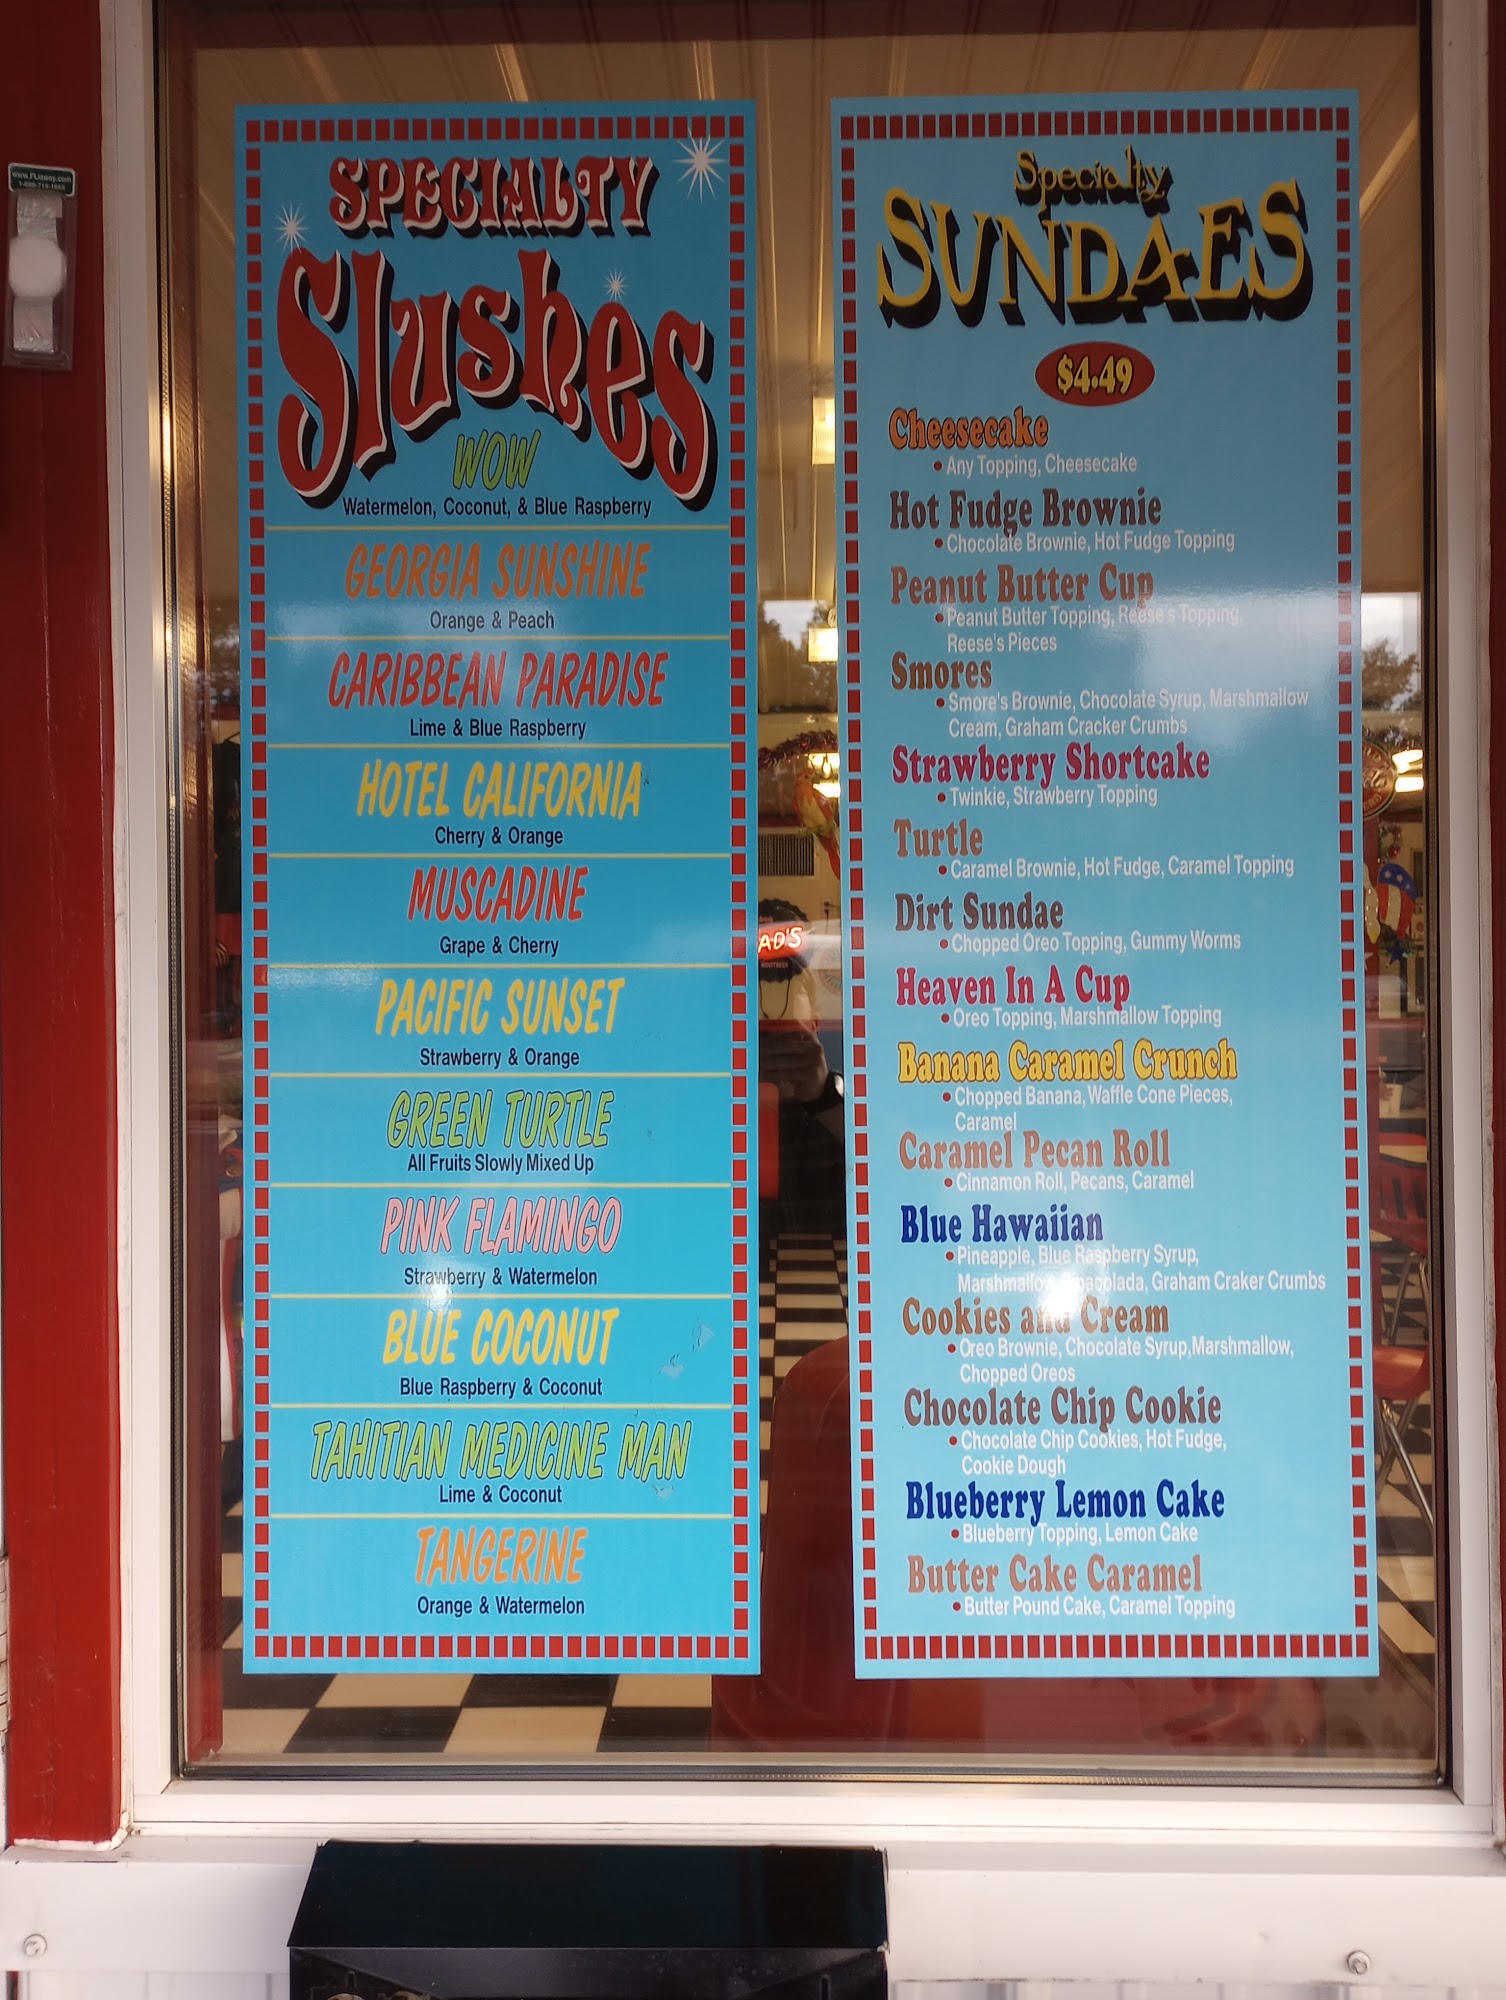 www.FLisway.com
SPECIALTY
Slushes
WOW
Watermelon, Coconut, & Blue Raspberry
GEORGIA SUNSHINE
Orange & Peach
CARIBBEAN PARADISE
Lime & Blue Raspberry
HOTEL CALIFORNIA
Cherry & Orange
MUSCADINE
Grape & Cherry
PACIFIC SUNSET
Strawberry & Orange
GREEN TURTLE
All Fruits Slowly Mixed Up
PINK FLAMINGO
Strawberry & Watermelon
BLUE COCONUT
Blue Raspberry & Coconut
TAHITIAN MEDICINE MAN
Lime & Coconut
TANGERINE
Orange & Watermelon
AD'S
ROOTBEER
Specialty
SUNDAES
$4.49
Cheesecake
• Any Topping, Cheesecake
Hot Fudge Brownie
• Chocolate Brownie, Hot Fudge Topping
Peanut Butter Cup
• Peanut Butter Topping, Reese's Topping,
Reese's Pieces
Smores
• Smore's Brownie, Chocolate Syrup, Marshmallow
Cream, Graham Cracker Crumbs
Strawberry Shortcake
• Twinkie, Strawberry Topping
Turtle
• Caramel Brownie, Hot Fudge, Caramel Topping
Dirt Sundae
• Chopped Oreo Topping, Gummy Worms
Heaven In A Cup
• Oreo Topping, Marshmallow Topping
Banana Caramel Crunch
• Chopped Banana, Waffle Cone Pieces,
Caramel
Caramel Pecan Roll
• Cinnamon Roll, Pecans, Caramel
Blue Hawaiian
• Pineapple, Blue Raspberry Syrup,
Marshmallow, Graham Craker Crumbs
Cookies and Cream
• Oreo Brownie, Chocolate Syrup,Marshmallow,
Chopped Oreos
Chocolate Chip Cookie
• Chocolate Chip Cookies, Hot Fudge,
Cookie Dough
Blueberry Lemon Cake
• Blueberry Topping, Lemon Cake
Butter Cake Caramel
• Butter Pound Cake, Caramel Topping